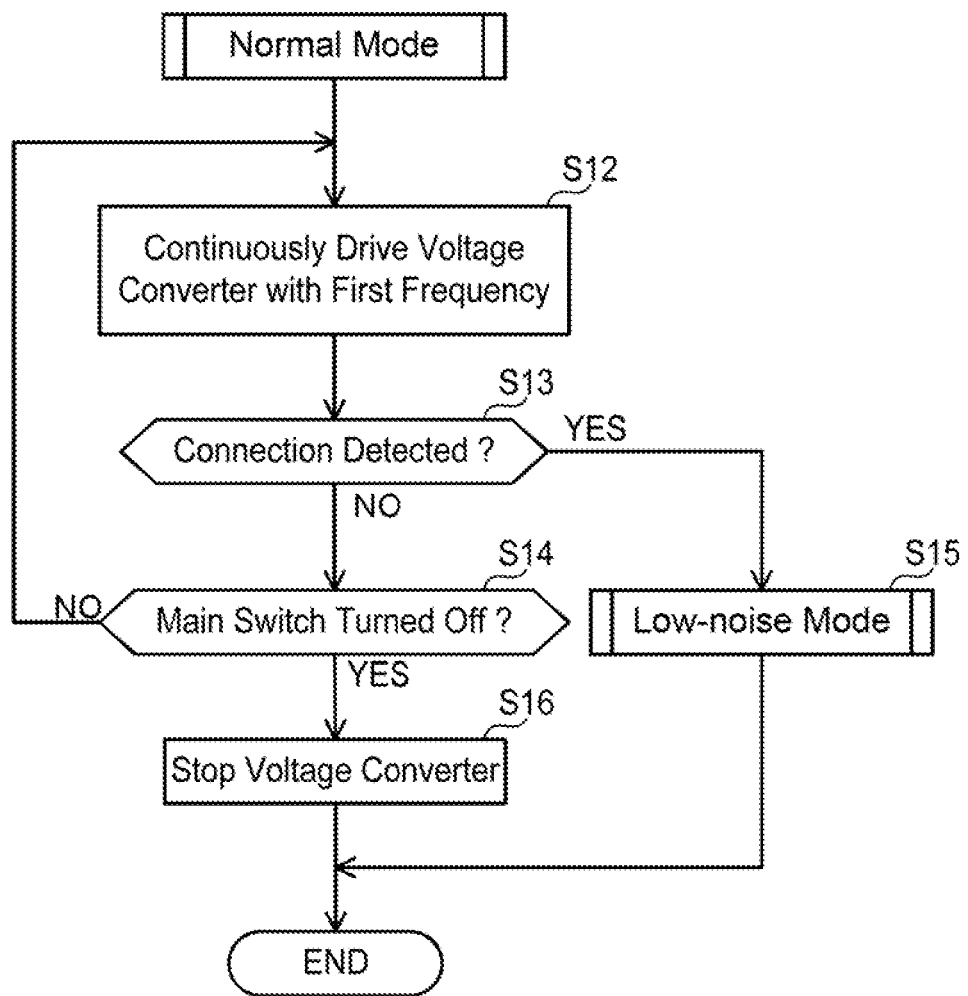 Normal Mode
S12
Continuously Drive Voltage
Converter with First Frequency
S13
Connection Detected ?
YES
NO
S14
Main Switch Turned Off ?
NO
YES
S15
Low-noise Mode
S16
Stop Voltage Converter
END